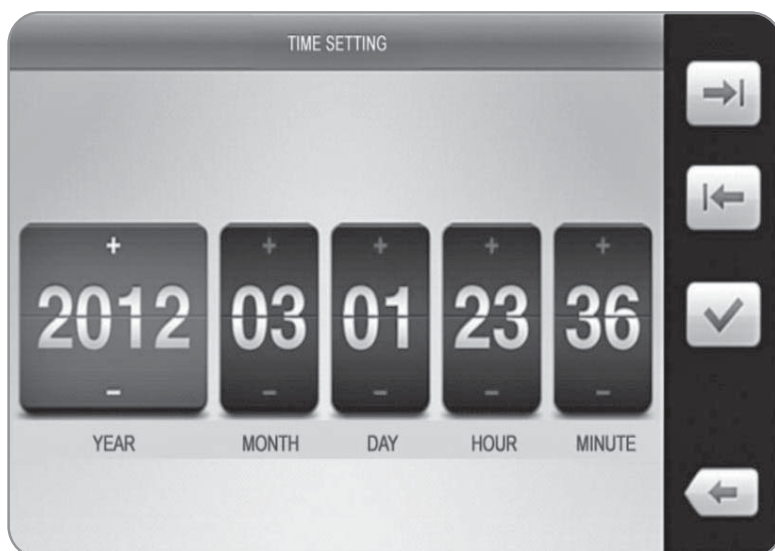 TIME SETTING
+ + + + +
2012 03 01 23 36
− − − − −
YEAR MONTH DAY HOUR MINUTE